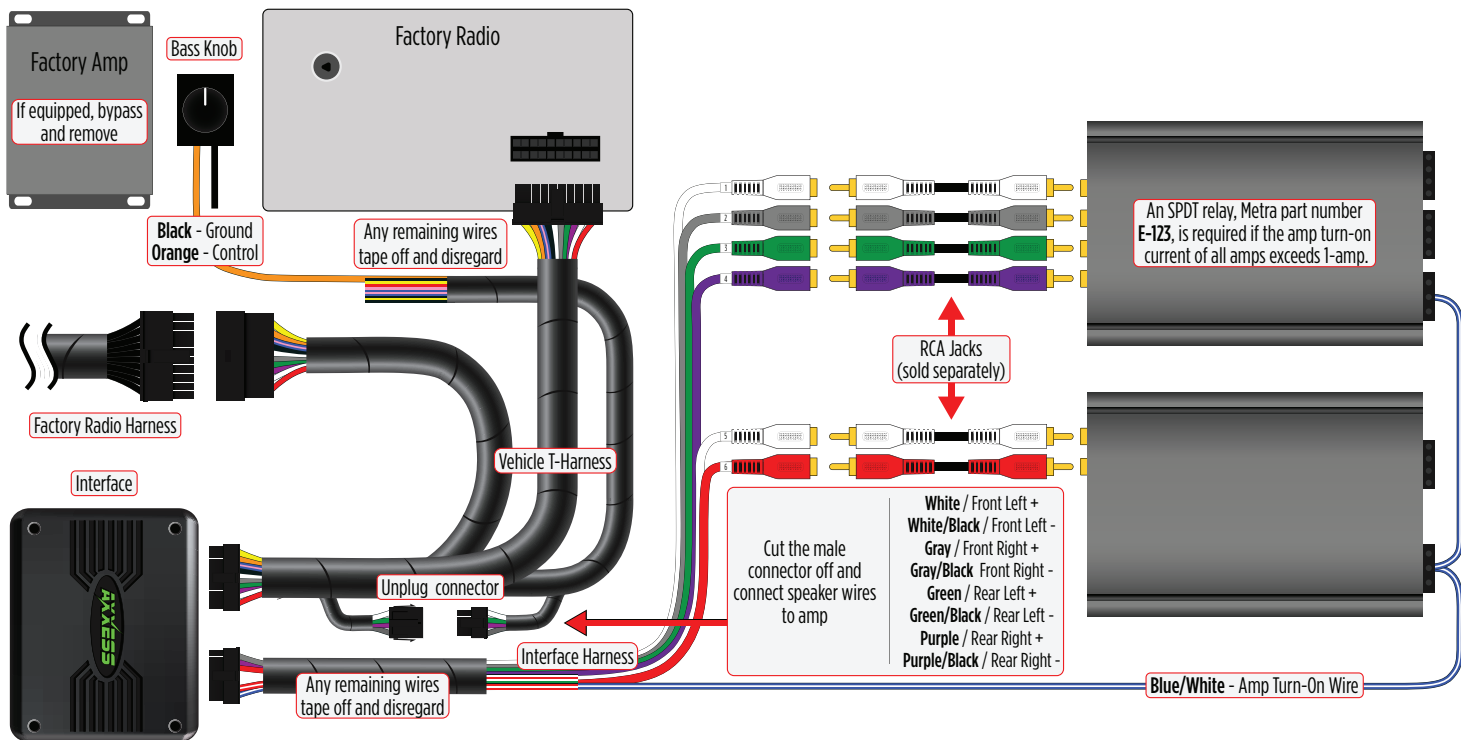 Factory Amp
If equipped, bypass
and remove
Bass Knob
Factory Radio
Black - Ground
Orange - Control
Any remaining wires
tape off and disregard
Factory Radio Harness
Interface
AXXESS
Vehicle T-Harness
Unplug connector
Interface Harness
Any remaining wires
tape off and disregard
1
2
3
4
5
6
RCA Jacks
(sold separately)
An SPDT relay, Metra part number
E-123, is required if the amp turn-on
current of all amps exceeds 1-amp.
Cut the male
connector off and
connect speaker wires
to amp
White / Front Left +
White/Black / Front Left -
Gray / Front Right +
Gray/Black Front Right -
Green / Rear Left +
Green/Black / Rear Left -
Purple / Rear Right +
Purple/Black / Rear Right -
Blue/White - Amp Turn-On Wire